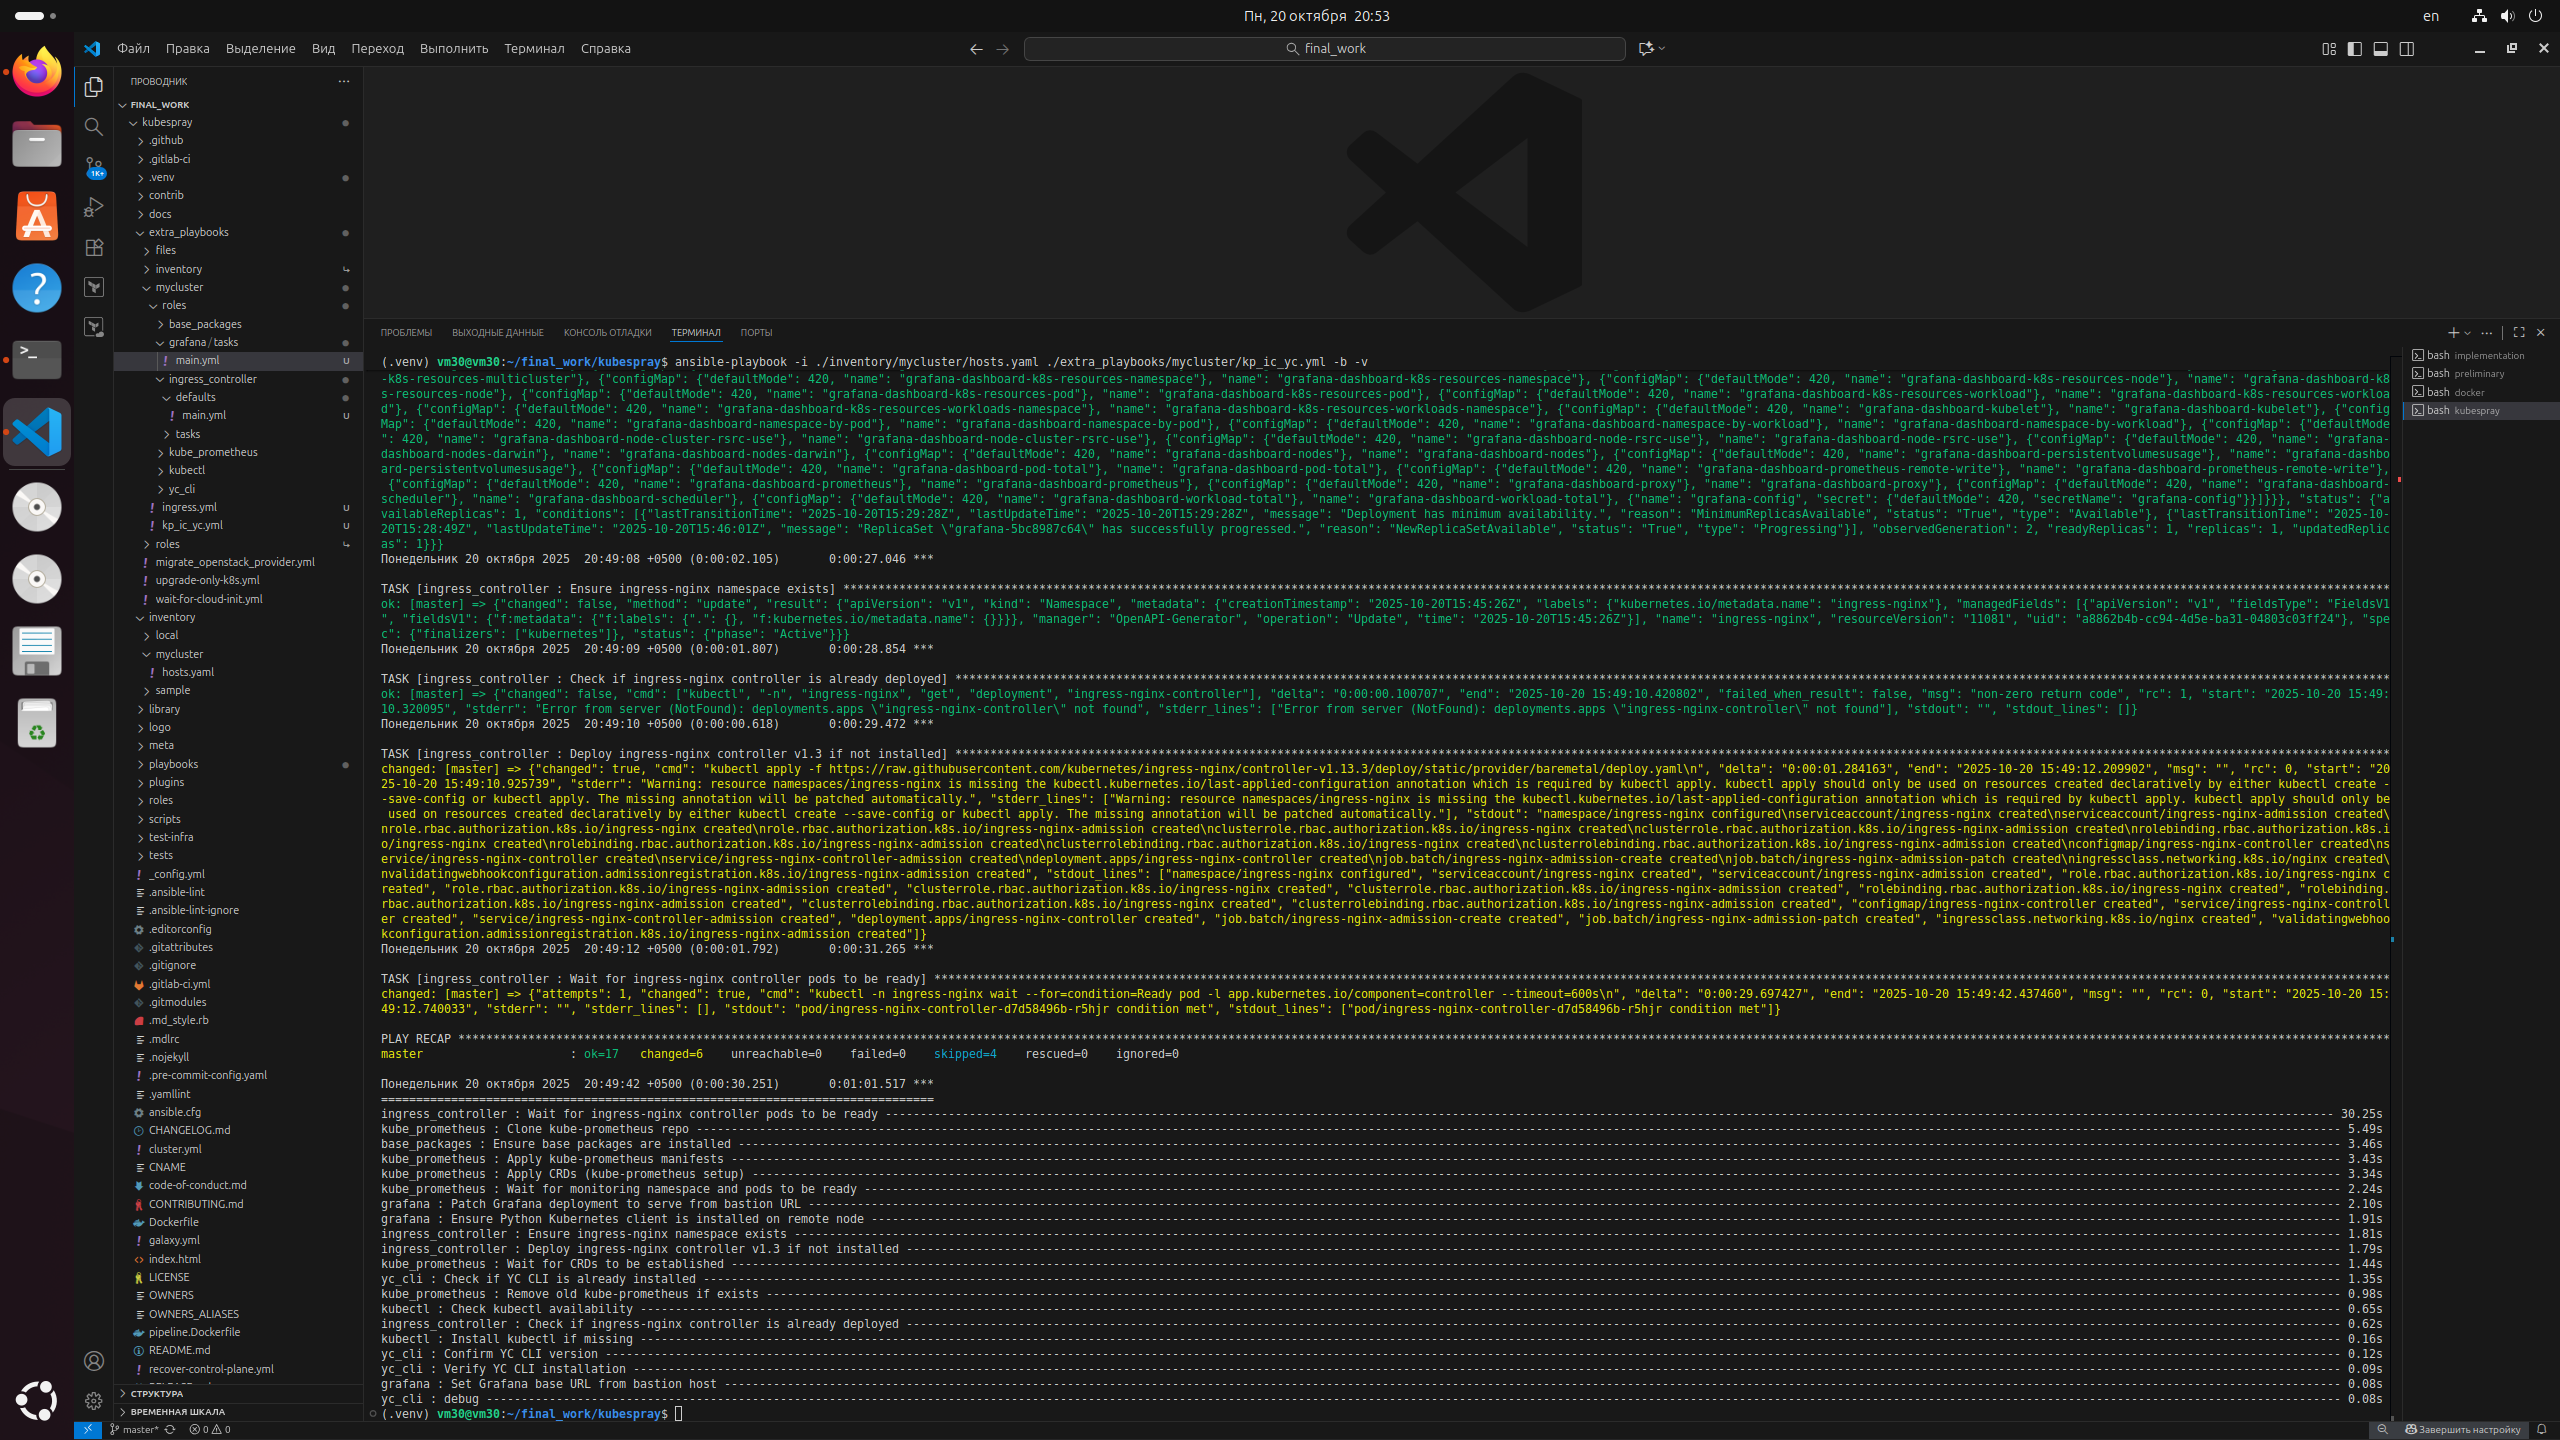 Пн, 20 октября 20:53
en
Файл Правка Выделение Вид Переход Выполнить Терминал Справка
final_work
ПРОВОДНИК
FINAL_WORK
kubespray
.github
.gitlab-ci
.venv
contrib
docs
extra_playbooks
files
inventory
mycluster
roles
base_packages
grafana/tasks
main.yml U
ingress_controller
defaults
main.yml U
tasks
kube_prometheus
kubectl
yc_cli
ingress.yml U
kp_ic_yc.yml U
roles
migrate_openstack_provider.yml
upgrade-only-k8s.yml
wait-for-cloud-init.yml
inventory
local
mycluster
hosts.yaml
sample
library
logo
meta
playbooks
plugins
roles
scripts
test-infra
tests
_config.yml
.ansible-lint
.ansible-lint-ignore
.editorconfig
.gitattributes
.gitignore
.gitlab-ci.yml
.gitmodules
.md_style.rb
.mdlrc
.nojekyll
.pre-commit-config.yaml
.yamllint
ansible.cfg
CHANGELOG.md
cluster.yml
CNAME
code-of-conduct.md
CONTRIBUTING.md
Dockerfile
galaxy.yml
index.html
LICENSE
OWNERS
OWNERS_ALIASES
pipeline.Dockerfile
README.md
recover-control-plane.yml
СТРУКТУРА
ВРЕМЕННАЯ ШКАЛА
1K+
ПРОБЛЕМЫ ВЫХОДНЫЕ ДАННЫЕ КОНСОЛЬ ОТЛАДКИ ТЕРМИНАЛ ПОРТЫ
bash implementation
bash preliminary
bash docker
bash kubespray
(.venv) vm30@vm30:~/final_work/kubespray$ ansible-playbook -i ./inventory/mycluster/hosts.yaml ./extra_playbooks/mycluster/kp_ic_yc.yml -b -v
-k8s-resources-multicluster"}, {"configMap": {"defaultMode": 420, "name": "grafana-dashboard-k8s-resources-namespace"}, "name": "grafana-dashboard-k8s-resources-namespace"}, {"configMap": {"defaultMode": 420, "name": "grafana-dashboard-k8s-resources-node"}, "name": "grafana-dashboard-k8
s-resources-node"}, {"configMap": {"defaultMode": 420, "name": "grafana-dashboard-k8s-resources-pod"}, "name": "grafana-dashboard-k8s-resources-pod"}, {"configMap": {"defaultMode": 420, "name": "grafana-dashboard-k8s-resources-workload"}, "name": "grafana-dashboard-k8s-resources-workloa
d"}, {"configMap": {"defaultMode": 420, "name": "grafana-dashboard-k8s-resources-workloads-namespace"}, "name": "grafana-dashboard-k8s-resources-workloads-namespace"}, {"configMap": {"defaultMode": 420, "name": "grafana-dashboard-kubelet"}, "name": "grafana-dashboard-kubelet"}, {"config
Map": {"defaultMode": 420, "name": "grafana-dashboard-namespace-by-pod"}, "name": "grafana-dashboard-namespace-by-pod"}, {"configMap": {"defaultMode": 420, "name": "grafana-dashboard-namespace-by-workload"}, "name": "grafana-dashboard-namespace-by-workload"}, {"configMap": {"defaultMode
": 420, "name": "grafana-dashboard-node-cluster-rsrc-use"}, "name": "grafana-dashboard-node-cluster-rsrc-use"}, {"configMap": {"defaultMode": 420, "name": "grafana-dashboard-node-rsrc-use"}, "name": "grafana-dashboard-node-rsrc-use"}, {"configMap": {"defaultMode": 420, "name": "grafana-
dashboard-nodes-darwin"}, "name": "grafana-dashboard-nodes-darwin"}, {"configMap": {"defaultMode": 420, "name": "grafana-dashboard-nodes"}, "name": "grafana-dashboard-nodes"}, {"configMap": {"defaultMode": 420, "name": "grafana-dashboard-persistentvolumesusage"}, "name": "grafana-dashbo
ard-persistentvolumesusage"}, {"configMap": {"defaultMode": 420, "name": "grafana-dashboard-pod-total"}, "name": "grafana-dashboard-pod-total"}, {"configMap": {"defaultMode": 420, "name": "grafana-dashboard-prometheus-remote-write"}, "name": "grafana-dashboard-prometheus-remote-write"},
{"configMap": {"defaultMode": 420, "name": "grafana-dashboard-prometheus"}, "name": "grafana-dashboard-prometheus"}, {"configMap": {"defaultMode": 420, "name": "grafana-dashboard-proxy"}, "name": "grafana-dashboard-proxy"}, {"configMap": {"defaultMode": 420, "name": "grafana-dashboard-
scheduler"}, "name": "grafana-dashboard-scheduler"}, {"configMap": {"defaultMode": 420, "name": "grafana-dashboard-workload-total"}, "name": "grafana-dashboard-workload-total"}, {"name": "grafana-config", "secret": {"defaultMode": 420, "secretName": "grafana-config"}}]}}}, "status": {"a
vailableReplicas": 1, "conditions": [{"lastTransitionTime": "2025-10-20T15:29:28Z", "lastUpdateTime": "2025-10-20T15:29:28Z", "message": "Deployment has minimum availability.", "reason": "MinimumReplicasAvailable", "status": "True", "type": "Available"}, {"lastTransitionTime": "2025-10-
20T15:28:49Z", "lastUpdateTime": "2025-10-20T15:46:01Z", "message": "ReplicaSet \"grafana-5bc8987c64\" has successfully progressed.", "reason": "NewReplicaSetAvailable", "status": "True", "type": "Progressing"}], "observedGeneration": 2, "readyReplicas": 1, "replicas": 1, "updatedReplic
as": 1}}}
Понедельник 20 октября 2025 20:49:08 +0500 (0:00:02.105) 0:00:27.046 ***
TASK [ingress_controller : Ensure ingress-nginx namespace exists] ***
ok: [master] => {"changed": false, "method": "update", "result": {"apiVersion": "v1", "kind": "Namespace", "metadata": {"creationTimestamp": "2025-10-20T15:45:26Z", "labels": {"kubernetes.io/metadata.name": "ingress-nginx"}, "managedFields": [{"apiVersion": "v1", "fieldsType": "FieldsV1
", "fieldsV1": {"f:metadata": {"f:labels": {".": {}, "f:kubernetes.io/metadata.name": {}}}}, "manager": "OpenAPI-Generator", "operation": "Update", "time": "2025-10-20T15:45:26Z"}], "name": "ingress-nginx", "resourceVersion": "11081", "uid": "a8862b4b-cc94-4d5e-ba31-04803c03ff24"}, "spe
c": {"finalizers": ["kubernetes"]}, "status": {"phase": "Active"}}}
Понедельник 20 октября 2025 20:49:09 +0500 (0:00:01.807) 0:00:28.854 ***
TASK [ingress_controller : Check if ingress-nginx controller is already deployed] ***
ok: [master] => {"changed": false, "cmd": ["kubectl", "-n", "ingress-nginx", "get", "deployment", "ingress-nginx-controller"], "delta": "0:00:00.100707", "end": "2025-10-20 15:49:10.420802", "failed_when_result": false, "msg": "non-zero return code", "rc": 1, "start": "2025-10-20 15:49:
10.320095", "stderr": "Error from server (NotFound): deployments.apps \"ingress-nginx-controller\" not found", "stderr_lines": ["Error from server (NotFound): deployments.apps \"ingress-nginx-controller\" not found"], "stdout": "", "stdout_lines": []}
Понедельник 20 октября 2025 20:49:10 +0500 (0:00:00.618) 0:00:29.472 ***
TASK [ingress_controller : Deploy ingress-nginx controller v1.3 if not installed] ***
changed: [master] => {"changed": true, "cmd": "kubectl apply -f https://raw.githubusercontent.com/kubernetes/ingress-nginx/controller-v1.13.3/deploy/static/provider/baremetal/deploy.yaml\n", "delta": "0:00:01.284163", "end": "2025-10-20 15:49:12.209902", "msg": "", "rc": 0, "start": "20
25-10-20 15:49:10.925739", "stderr": "Warning: resource namespaces/ingress-nginx is missing the kubectl.kubernetes.io/last-applied-configuration annotation which is required by kubectl apply. kubectl apply should only be used on resources created declaratively by either kubectl create -
-save-config or kubectl apply. The missing annotation will be patched automatically.", "stderr_lines": ["Warning: resource namespaces/ingress-nginx is missing the kubectl.kubernetes.io/last-applied-configuration annotation which is required by kubectl apply. kubectl apply should only be
used on resources created declaratively by either kubectl create --save-config or kubectl apply. The missing annotation will be patched automatically."], "stdout": "namespace/ingress-nginx configured\nserviceaccount/ingress-nginx created\nserviceaccount/ingress-nginx-admission created\
nrole.rbac.authorization.k8s.io/ingress-nginx created\nrole.rbac.authorization.k8s.io/ingress-nginx-admission created\nclusterrole.rbac.authorization.k8s.io/ingress-nginx created\nclusterrole.rbac.authorization.k8s.io/ingress-nginx-admission created\nrolebinding.rbac.authorization.k8s.i
o/ingress-nginx created\nrolebinding.rbac.authorization.k8s.io/ingress-nginx-admission created\nclusterrolebinding.rbac.authorization.k8s.io/ingress-nginx created\nclusterrolebinding.rbac.authorization.k8s.io/ingress-nginx-admission created\nconfigmap/ingress-nginx-controller created\ns
ervice/ingress-nginx-controller created\nservice/ingress-nginx-controller-admission created\ndeployment.apps/ingress-nginx-controller created\njob.batch/ingress-nginx-admission-create created\njob.batch/ingress-nginx-admission-patch created\ningressclass.networking.k8s.io/nginx created\
nvalidatingwebhookconfiguration.admissionregistration.k8s.io/ingress-nginx-admission created", "stdout_lines": ["namespace/ingress-nginx configured", "serviceaccount/ingress-nginx created", "serviceaccount/ingress-nginx-admission created", "role.rbac.authorization.k8s.io/ingress-nginx c
reated", "role.rbac.authorization.k8s.io/ingress-nginx-admission created", "clusterrole.rbac.authorization.k8s.io/ingress-nginx created", "clusterrole.rbac.authorization.k8s.io/ingress-nginx-admission created", "rolebinding.rbac.authorization.k8s.io/ingress-nginx created", "rolebinding.
rbac.authorization.k8s.io/ingress-nginx-admission created", "clusterrolebinding.rbac.authorization.k8s.io/ingress-nginx created", "clusterrolebinding.rbac.authorization.k8s.io/ingress-nginx-admission created", "configmap/ingress-nginx-controller created", "service/ingress-nginx-controll
er created", "service/ingress-nginx-controller-admission created", "deployment.apps/ingress-nginx-controller created", "job.batch/ingress-nginx-admission-create created", "job.batch/ingress-nginx-admission-patch created", "ingressclass.networking.k8s.io/nginx created", "validatingwebhoo
kconfiguration.admissionregistration.k8s.io/ingress-nginx-admission created"]}
Понедельник 20 октября 2025 20:49:12 +0500 (0:00:01.792) 0:00:31.265 ***
TASK [ingress_controller : Wait for ingress-nginx controller pods to be ready] ***
changed: [master] => {"attempts": 1, "changed": true, "cmd": "kubectl -n ingress-nginx wait --for=condition=Ready pod -l app.kubernetes.io/component=controller --timeout=600s\n", "delta": "0:00:29.697427", "end": "2025-10-20 15:49:42.437460", "msg": "", "rc": 0, "start": "2025-10-20 15:
49:12.740033", "stderr": "", "stderr_lines": [], "stdout": "pod/ingress-nginx-controller-d7d58496b-r5hjr condition met", "stdout_lines": ["pod/ingress-nginx-controller-d7d58496b-r5hjr condition met"]}
PLAY RECAP ***
master : ok=17 changed=6 unreachable=0 failed=0 skipped=4 rescued=0 ignored=0
Понедельник 20 октября 2025 20:49:42 +0500 (0:00:30.251) 0:01:01.517 ***
===============================================================================
ingress_controller : Wait for ingress-nginx controller pods to be ready --- 30.25s
kube_prometheus : Clone kube-prometheus repo --- 5.49s
base_packages : Ensure base packages are installed --- 3.46s
kube_prometheus : Apply kube-prometheus manifests --- 3.43s
kube_prometheus : Apply CRDs (kube-prometheus setup) --- 3.34s
kube_prometheus : Wait for monitoring namespace and pods to be ready --- 2.24s
grafana : Patch Grafana deployment to serve from bastion URL --- 2.10s
grafana : Ensure Python Kubernetes client is installed on remote node --- 1.91s
ingress_controller : Ensure ingress-nginx namespace exists --- 1.81s
ingress_controller : Deploy ingress-nginx controller v1.3 if not installed --- 1.79s
kube_prometheus : Wait for CRDs to be established --- 1.44s
yc_cli : Check if YC CLI is already installed --- 1.35s
kube_prometheus : Remove old kube-prometheus if exists --- 0.98s
kubectl : Check kubectl availability --- 0.65s
ingress_controller : Check if ingress-nginx controller is already deployed --- 0.62s
kubectl : Install kubectl if missing --- 0.16s
yc_cli : Confirm YC CLI version --- 0.12s
yc_cli : Verify YC CLI installation --- 0.09s
grafana : Set Grafana base URL from bastion host --- 0.08s
yc_cli : debug --- 0.08s
(.venv) vm30@vm30:~/final_work/kubespray$
master* 0 0
Завершить настройку